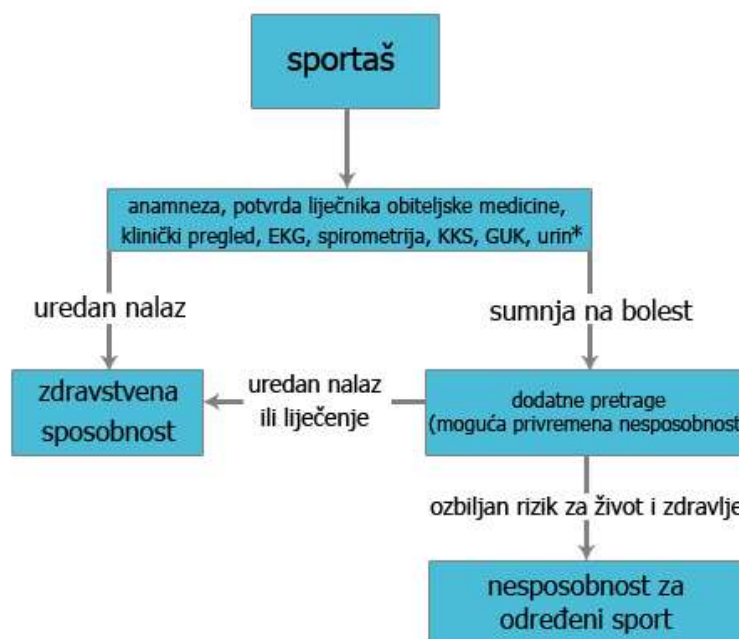 sportaš
anamneza, potvrda liječnika obiteljske medicine,
klinički pregled, EKG, spirometrija, KKS, GUK, urin*
uredan nalaz
sumnja na bolest
zdravstvena
sposobnost
uredan nalaz
ili liječenje
dodatne pretrage
(moguća privremena nesposobnost
ozbiljan rizik za život i zdravlje
nesposobnost za
određeni sport